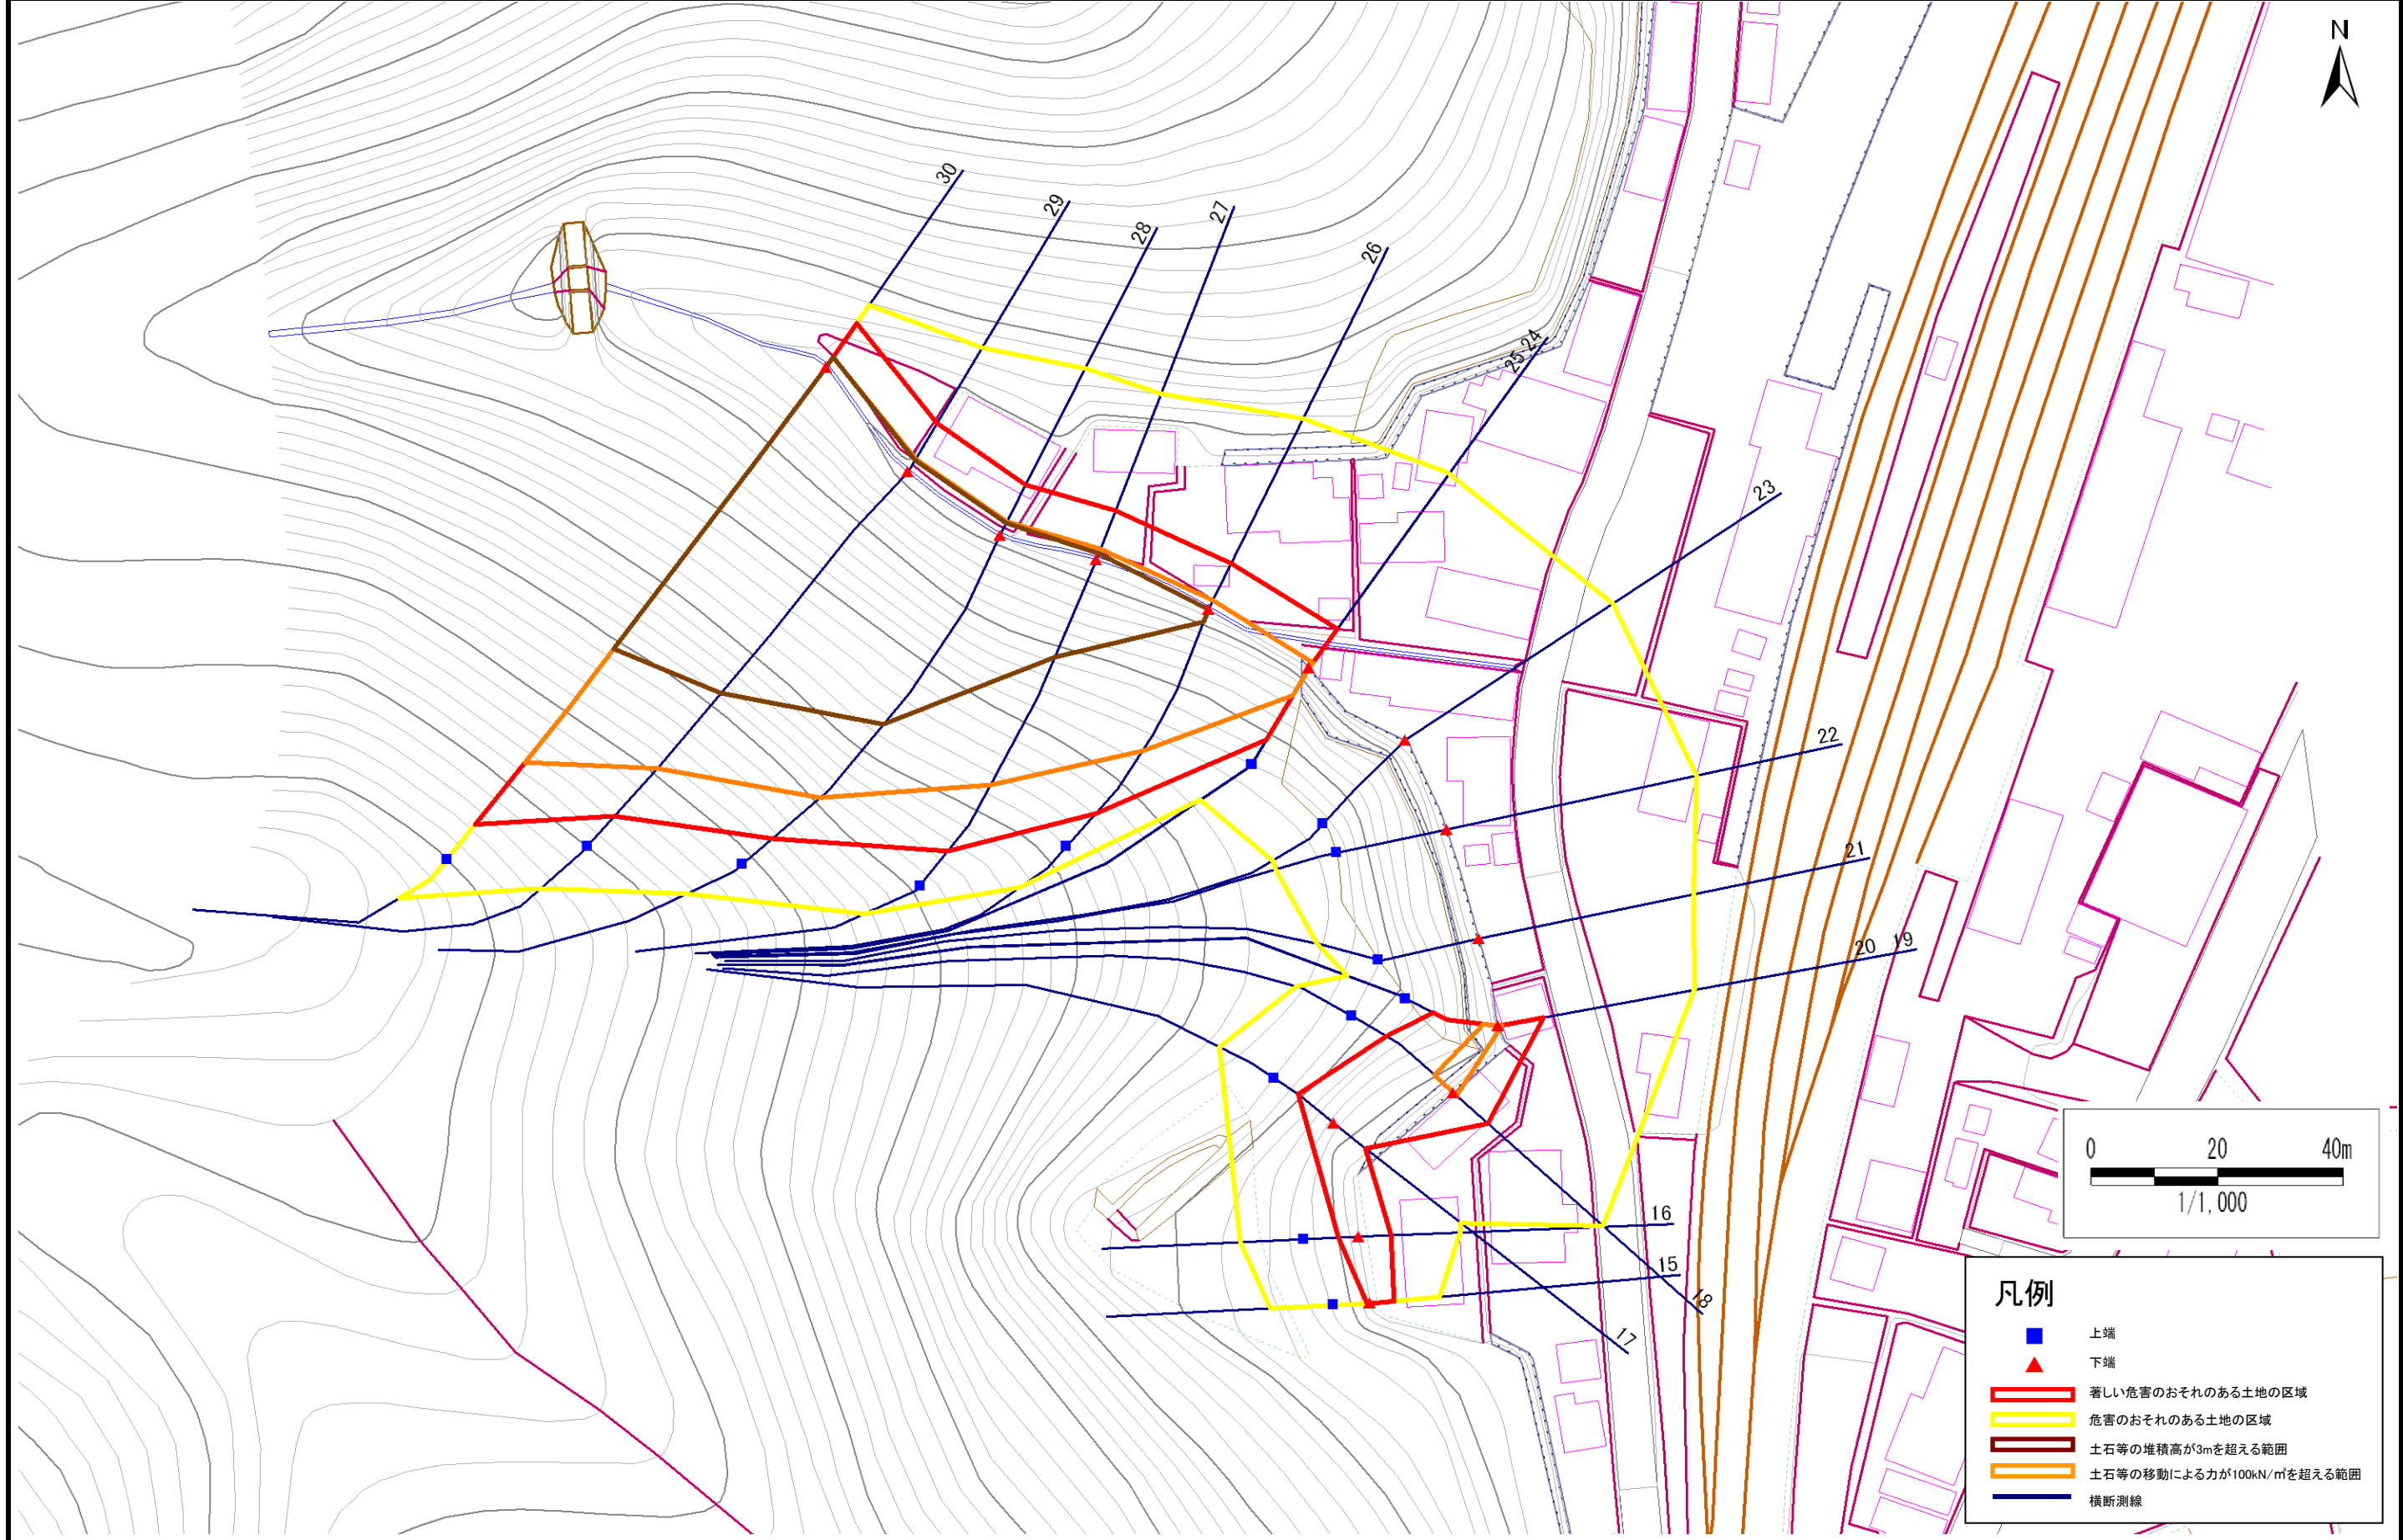 N
30
29
28
27
26
25 24
23
22
21
20 19
16
15
18
17
0 20 40m
1/1,000
凡例
上端
下端
著しい危害のおそれのある土地の区域
危害のおそれのある土地の区域
土石等の堆積高が3mを超える範囲
土石等の移動による力が100kN/㎡を超える範囲
横断測線